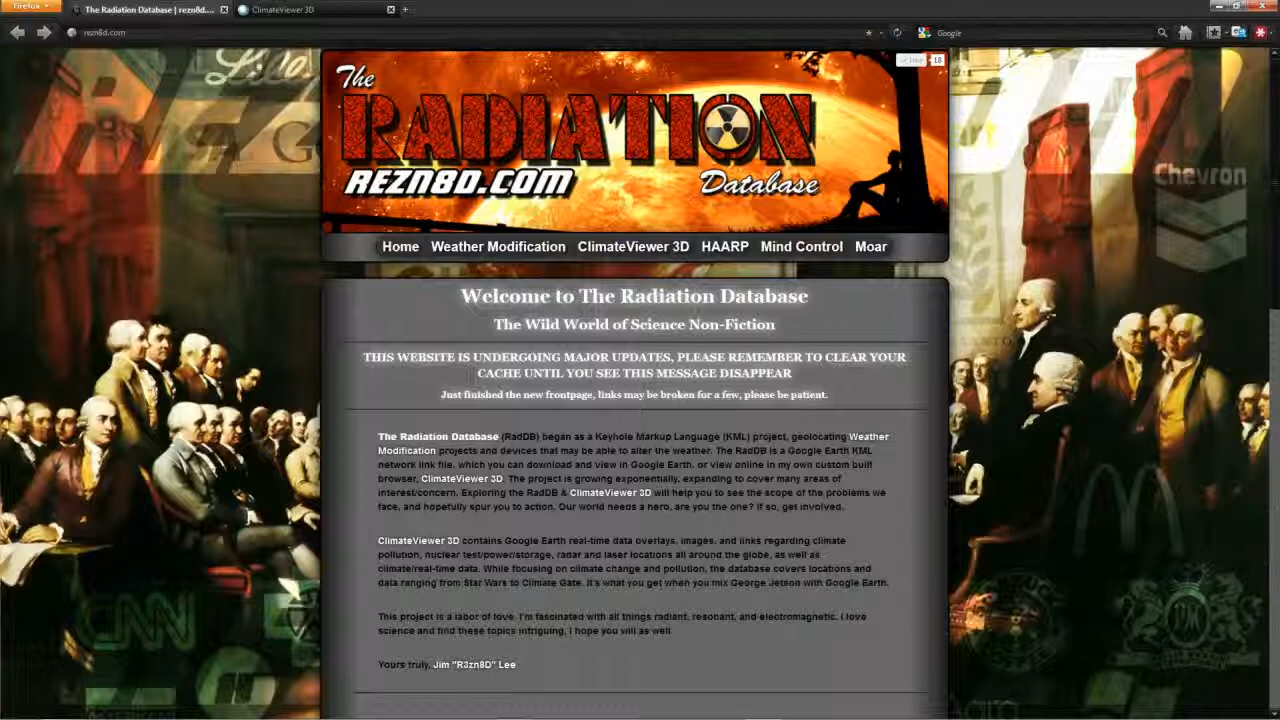 Firefox
The Radiation Database | rezn8d....
ClimateViewer 3D
rezn8d.com
Google
The
RADIATION
REZN8D.COM
Database
Like
18
Home Weather Modification ClimateViewer 3D HAARP Mind Control Moar
Chevron
CNN
Welcome to The Radiation Database
The Wild World of Science Non-Fiction
THIS WEBSITE IS UNDERGOING MAJOR UPDATES, PLEASE REMEMBER TO CLEAR YOUR
CACHE UNTIL YOU SEE THIS MESSAGE DISAPPEAR
Just finished the new frontpage, links may be broken for a few, please be patient.
The Radiation Database (RadDB) began as a Keyhole Markup Language (KML) project, geolocating Weather
Modification projects and devices that may be able to alter the weather. The RadDB is a Google Earth KML
network link file, which you can download and view in Google Earth, or view online in my own custom built
browser, ClimateViewer 3D. The project is growing exponentially, expanding to cover many areas of
interest/concern. Exploring the RadDB & ClimateViewer 3D will help you to see the scope of the problems we
face, and hopefully spur you to action. Our world needs a hero, are you the one? If so, get involved.
ClimateViewer 3D contains Google Earth real-time data overlays, images, and links regarding climate
pollution, nuclear test/power/storage, radar and laser locations all around the globe, as well as
climate/real-time data. While focusing on climate change and pollution, the database covers locations and
data ranging from Star Wars to Climate Gate. It's what you get when you mix George Jetson with Google Earth.
This project is a labor of love. I'm fascinated with all things radiant, resonant, and electromagnetic. I love
science and find these topics intriguing, I hope you will as well.
Yours truly, Jim "R3zn8D" Lee